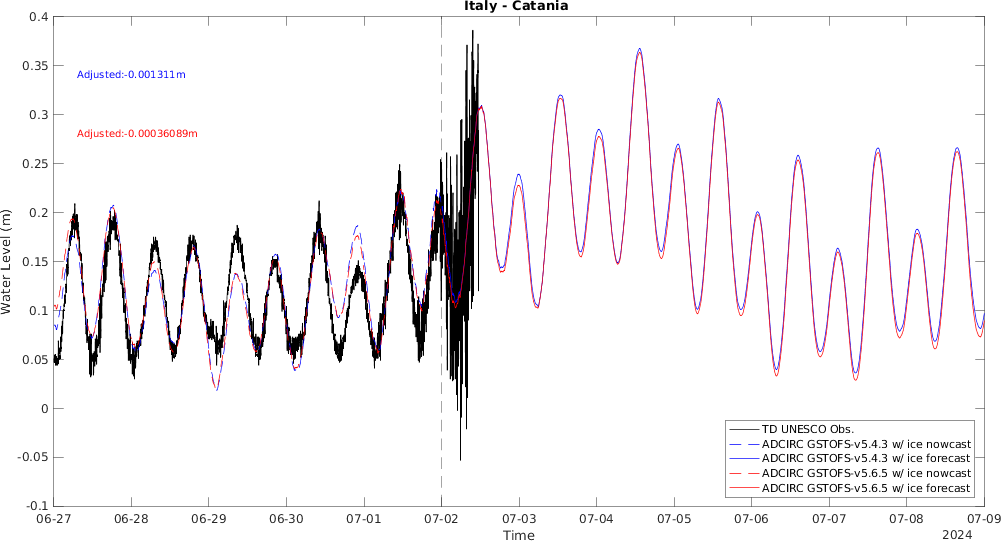 Italy - Catania
0.4
0.35
0.3
0.25
0.2
0.15
0.1
0.05
0
-0.05
-0.1
Water Level (m)
Adjusted:-0.001311m
Adjusted:-0.00036089m
TD UNESCO Obs.
ADCIRC GSTOFS-v5.4.3 w/ ice nowcast
ADCIRC GSTOFS-v5.4.3 w/ ice forecast
ADCIRC GSTOFS-v5.6.5 w/ ice nowcast
ADCIRC GSTOFS-v5.6.5 w/ ice forecast
06-27 06-28 06-29 06-30 07-01 07-02 07-03 07-04 07-05 07-06 07-07 07-08 07-09
Time
2024